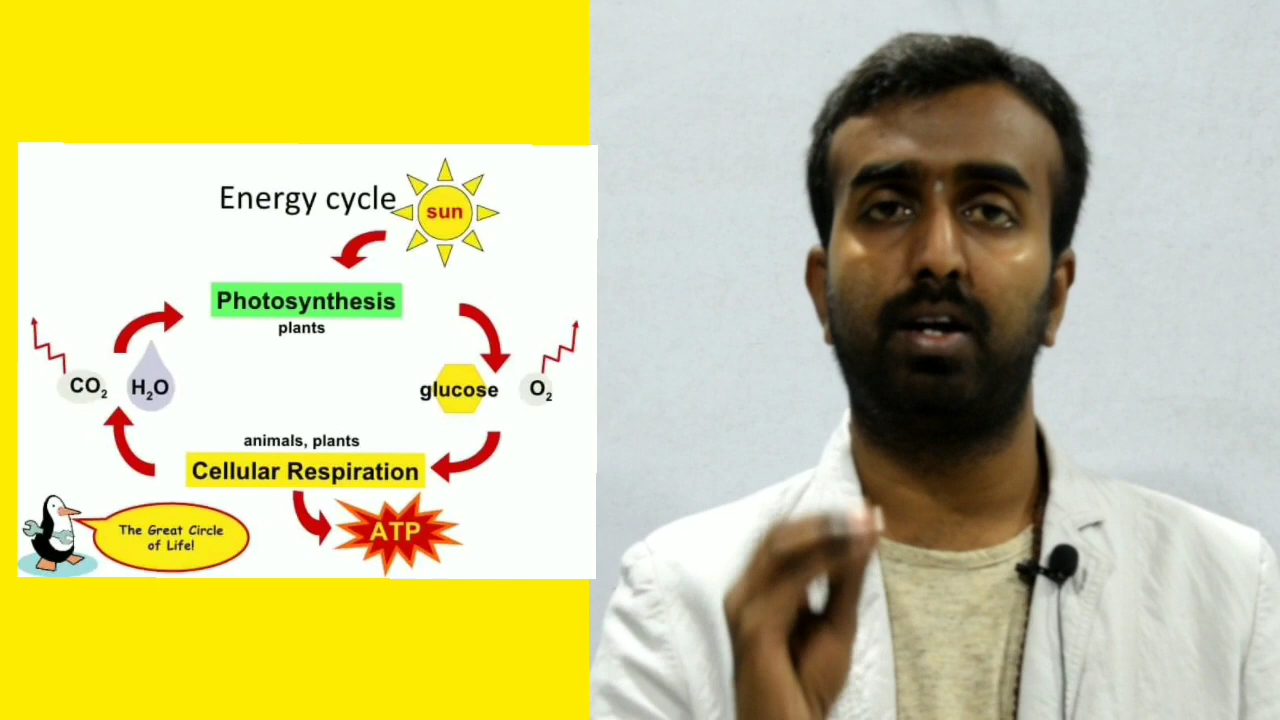 Energy cycle
sun
Photosynthesis
plants
CO₂
H₂O
glucose
O₂
animals, plants
Cellular Respiration
ATP
The Great Circle
of Life!